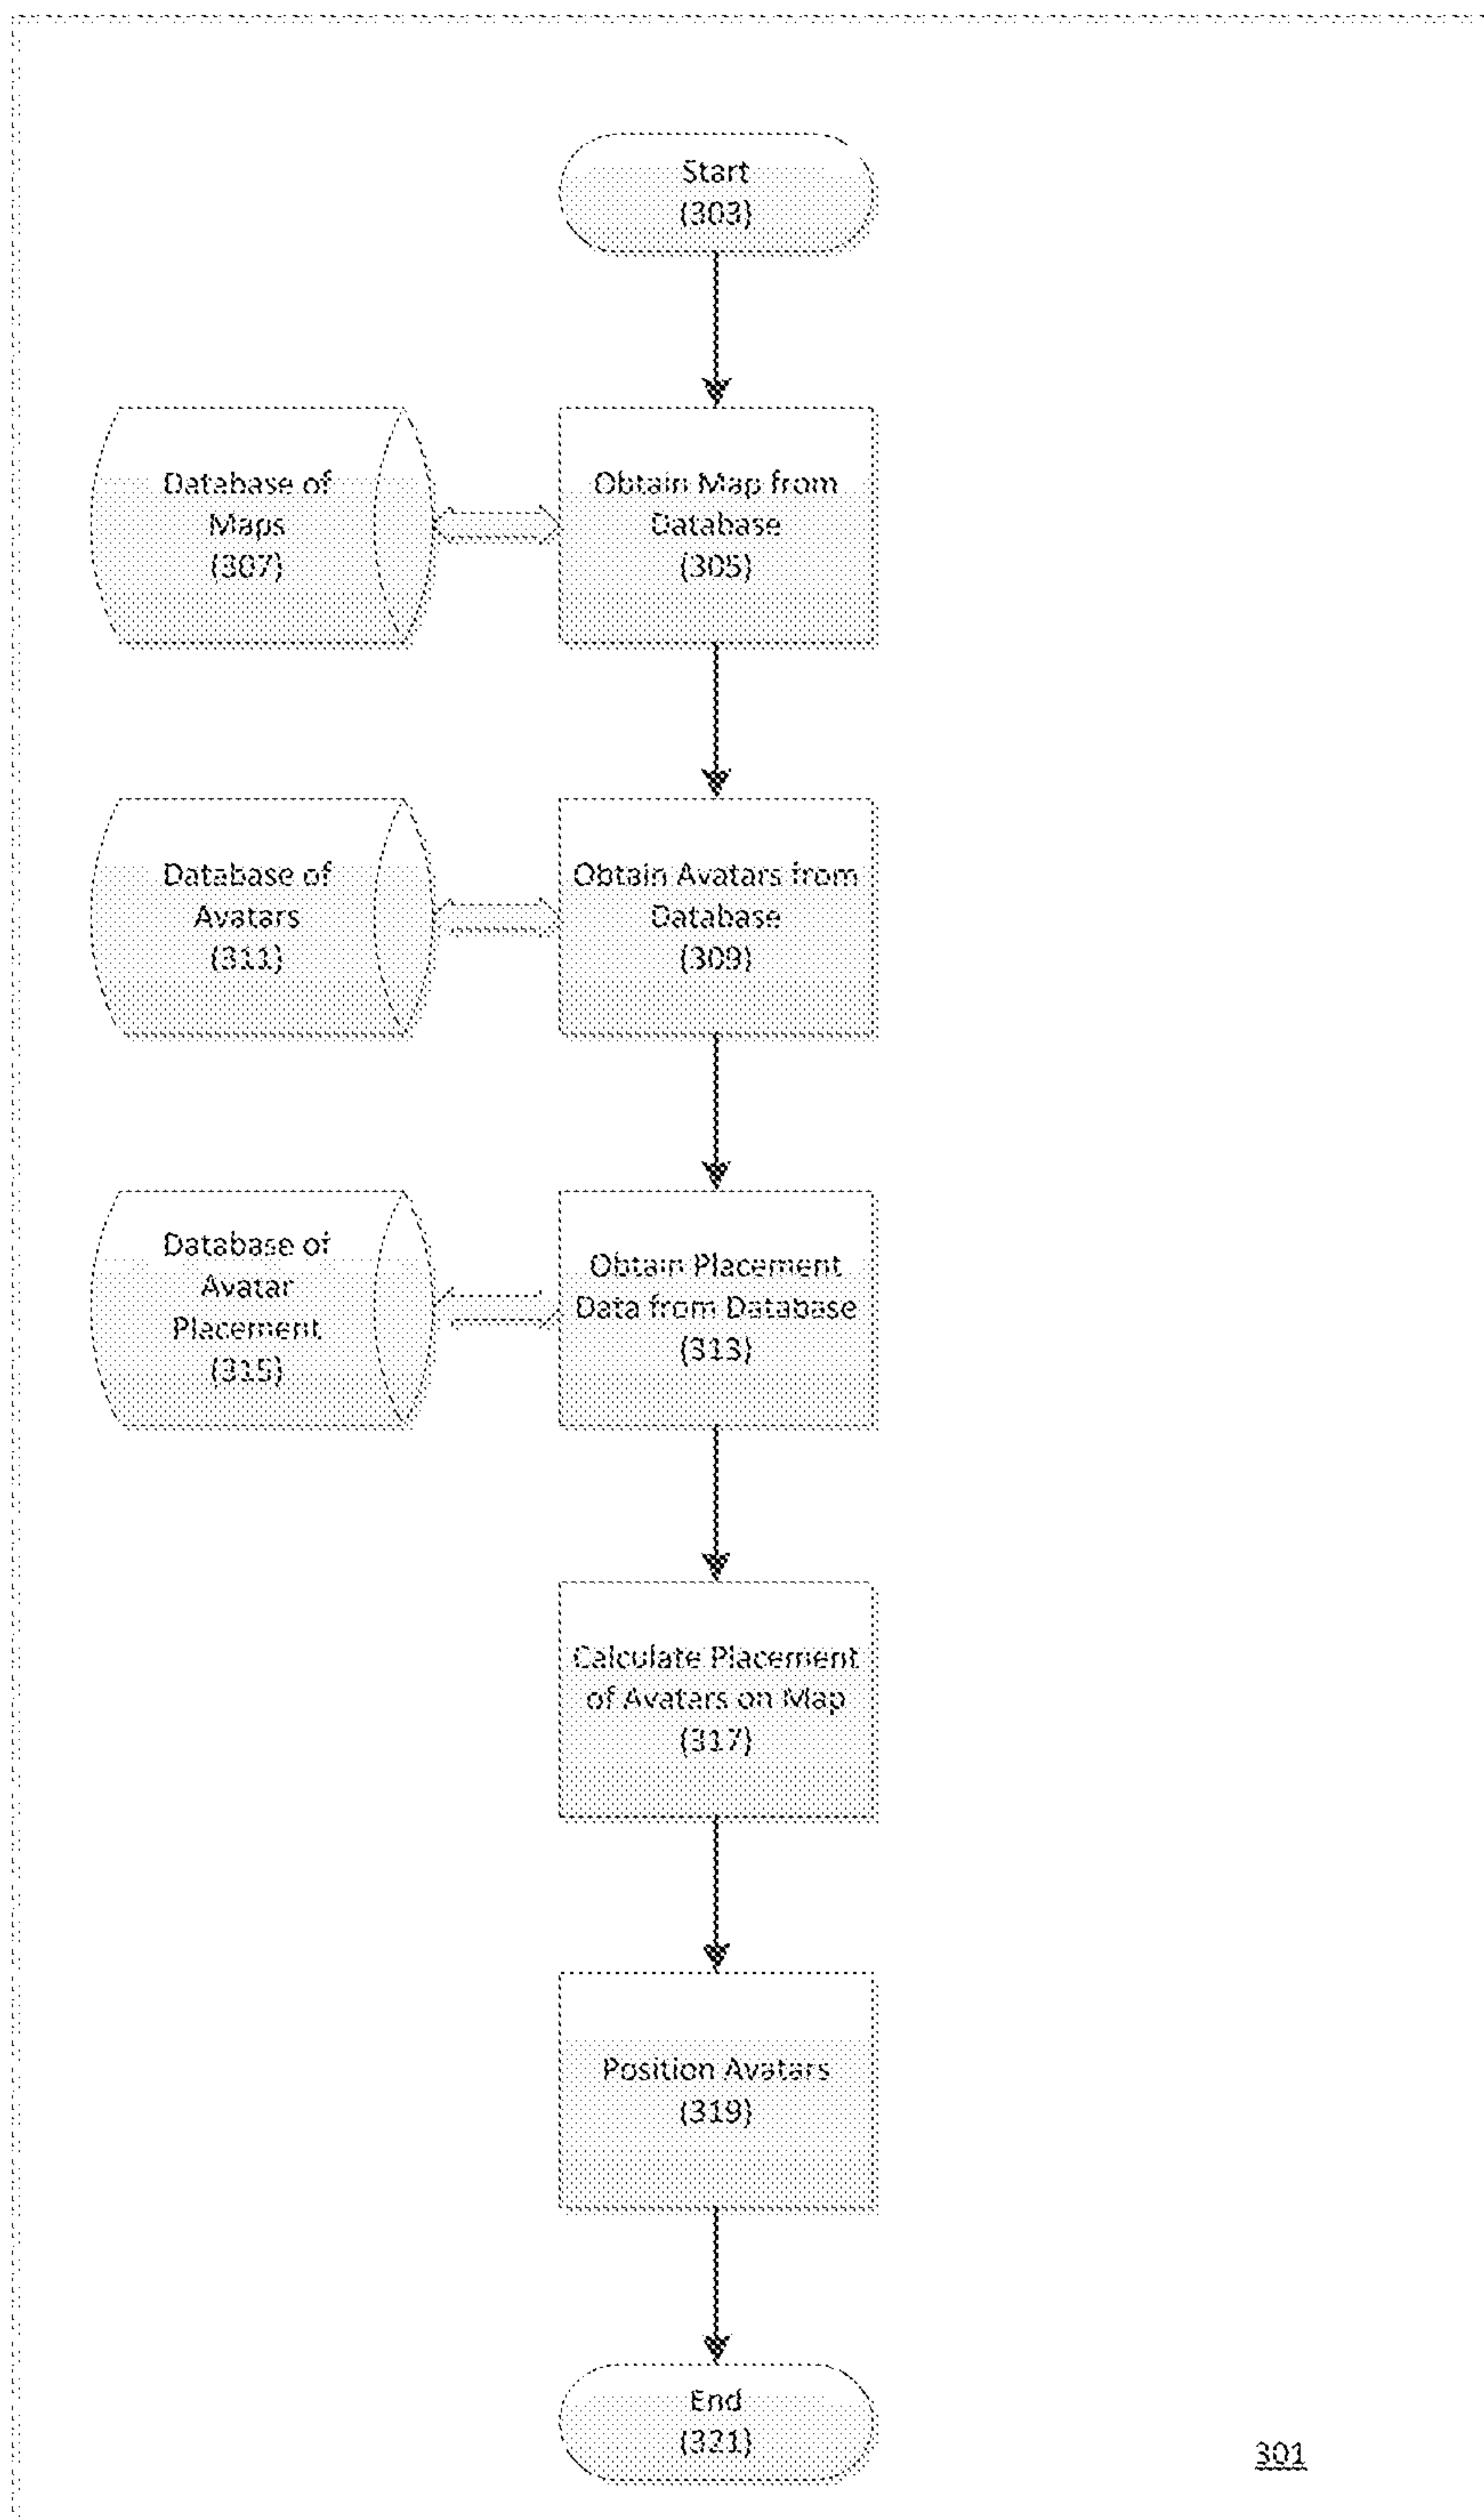 Start
(303)
Database of
Maps
(307)
Obtain Map from
Database
(305)
Database of
Avatars
(311)
Obtain Avatars from
Database
(309)
Database of
Avatar
Placement
(315)
Obtain Placement
Data from Database
(313)
Calculate Placement
of Avatars on Map
(317)
Position Avatars
(319)
End
(321)
301